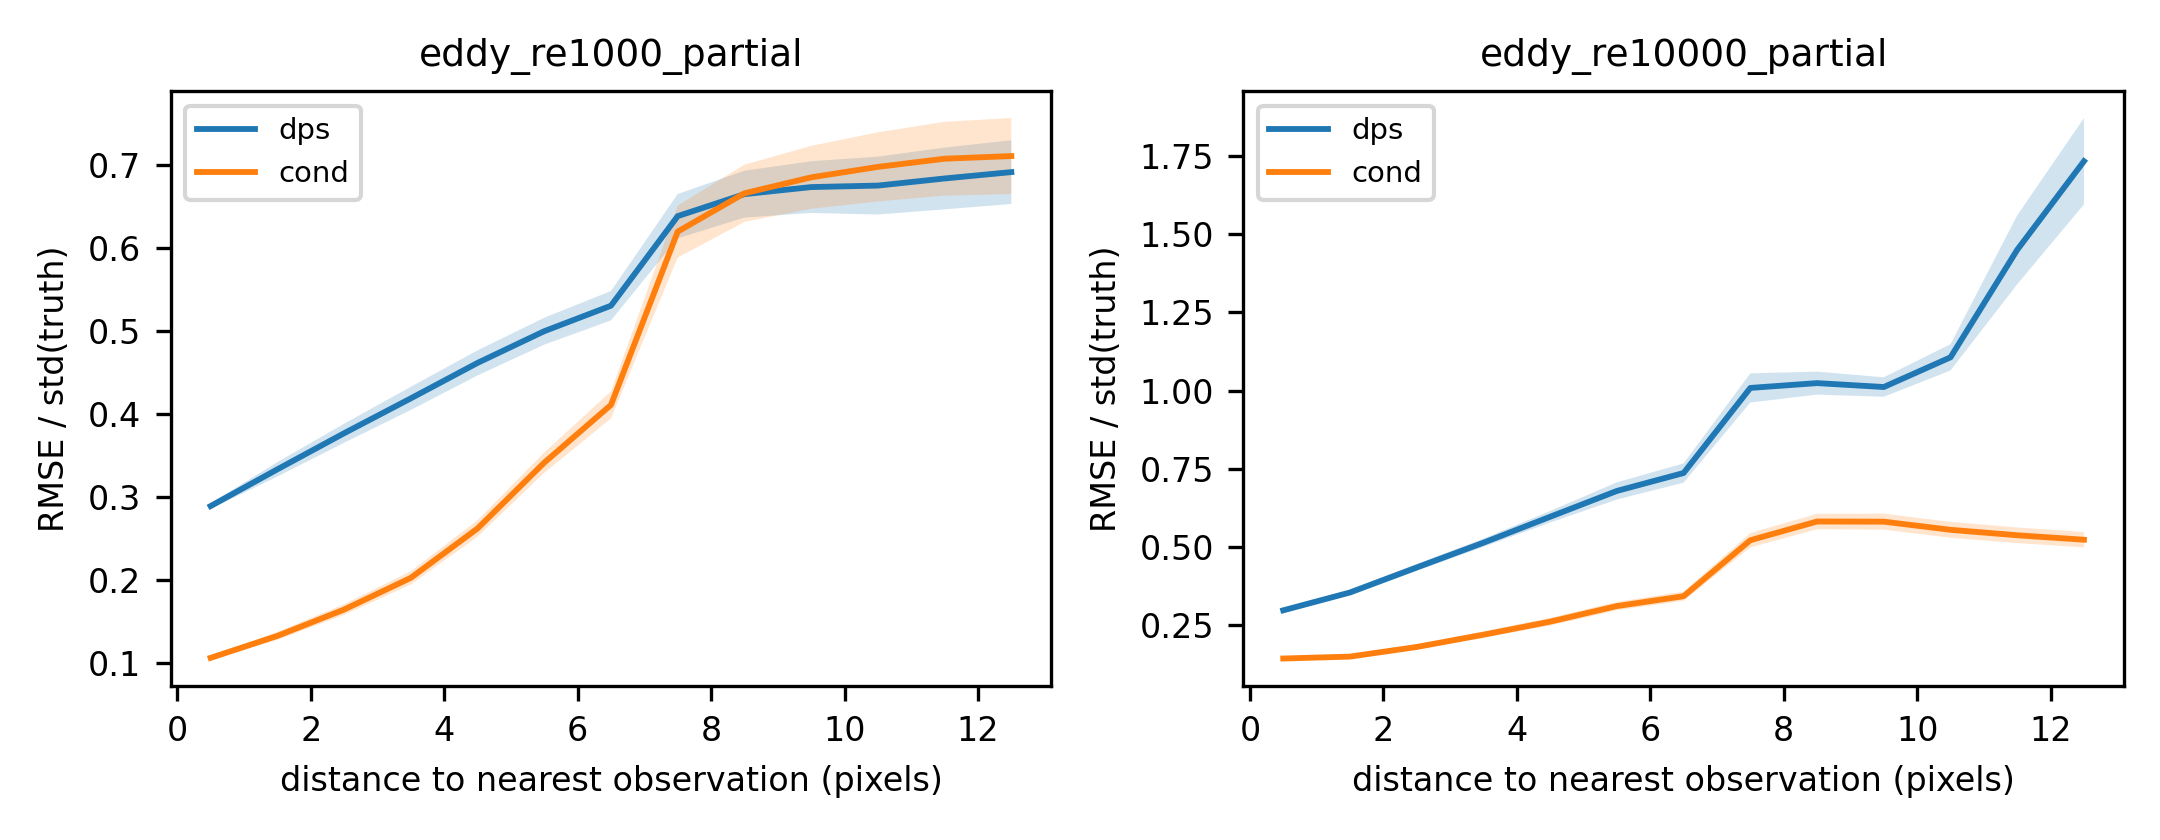 eddy_re1000_partial
dps
cond
RMSE / std(truth)
0.7
0.6
0.5
0.4
0.3
0.2
0.1
0 2 4 6 8 10 12
distance to nearest observation (pixels)
eddy_re10000_partial
dps
cond
RMSE / std(truth)
1.75
1.50
1.25
1.00
0.75
0.50
0.25
0 2 4 6 8 10 12
distance to nearest observation (pixels)